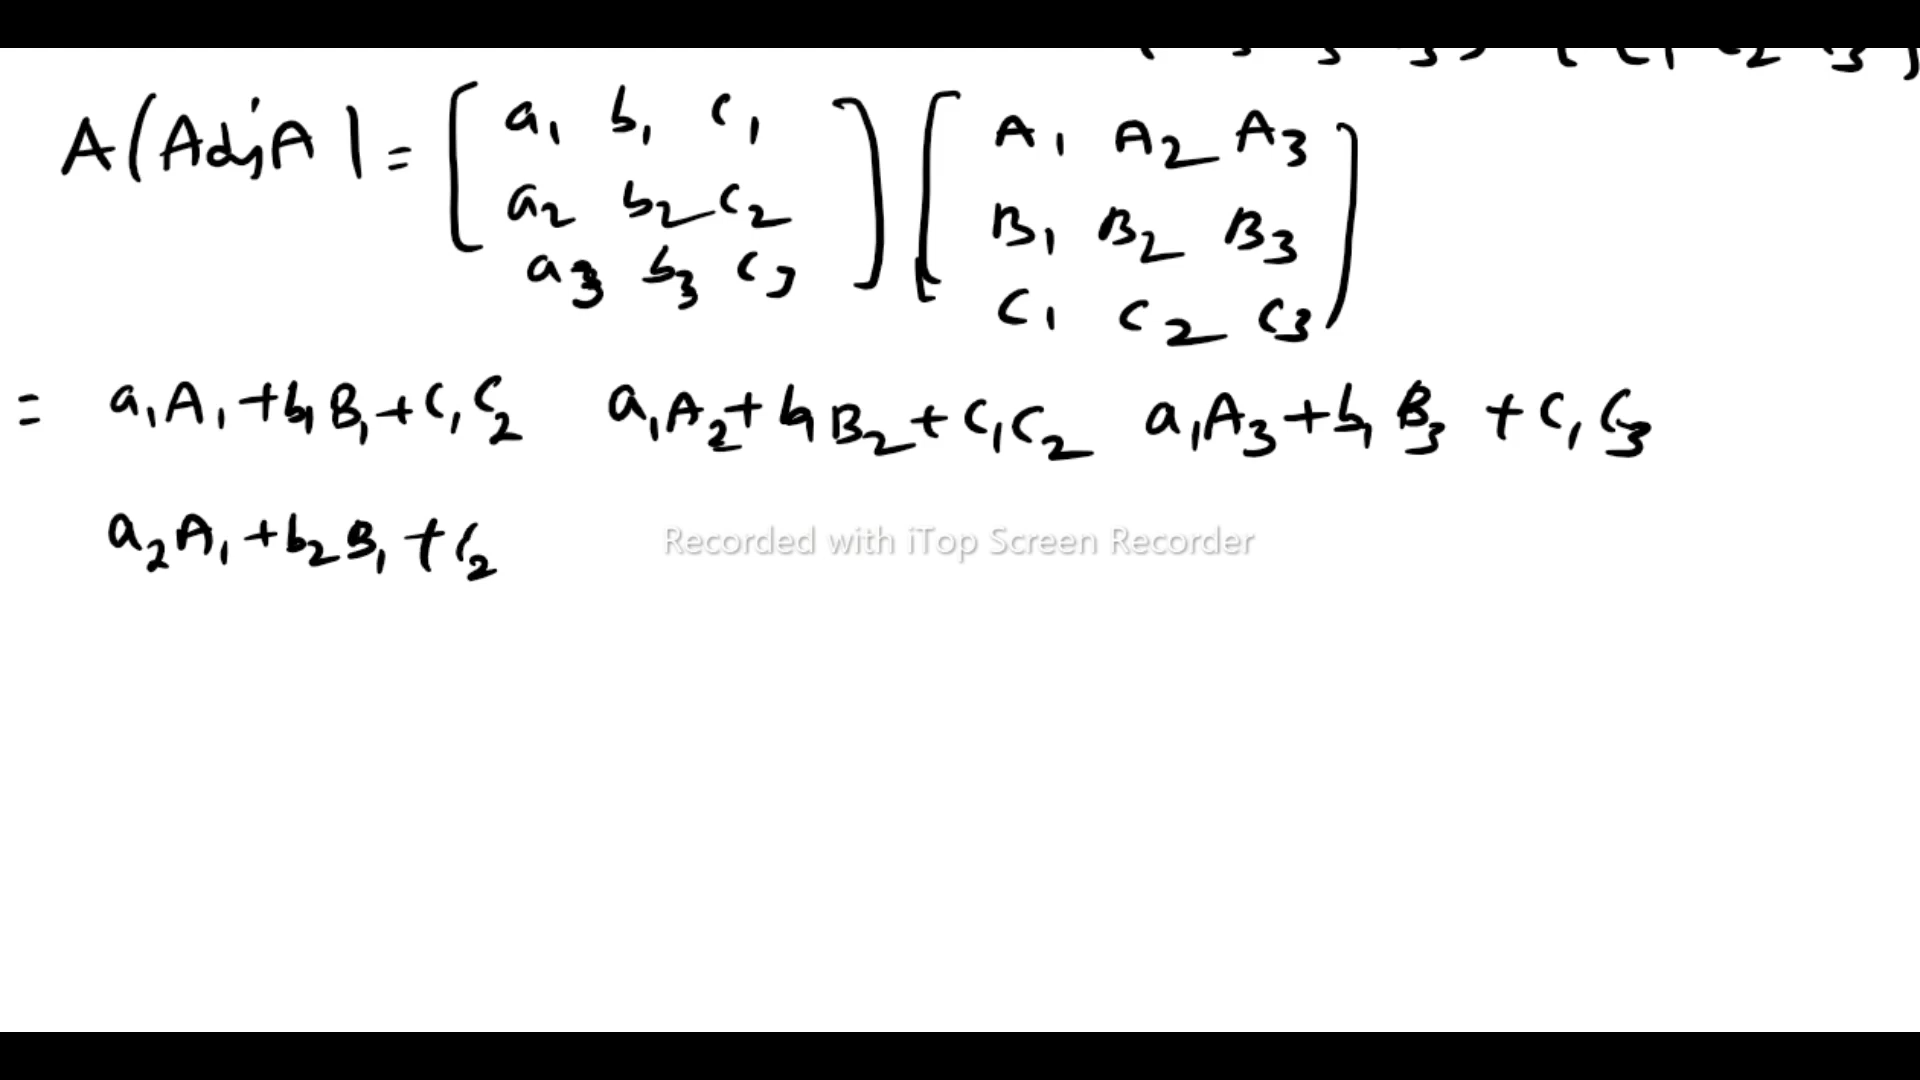 A(AdjA) = [ a₁ b₁ c₁ ] [ A₁ A₂ A₃ ]
a₂ b₂ c₂ B₁ B₂ B₃
a₃ b₃ c₃ C₁ C₂ C₃
= a₁A₁+b₁B₁+c₁C₂ a₁A₂+b₁B₂+c₁C₂ a₁A₃+b₁B₃+c₁C₃
a₂A₁+b₂B₁+c₂
Recorded with iTop Screen Recorder